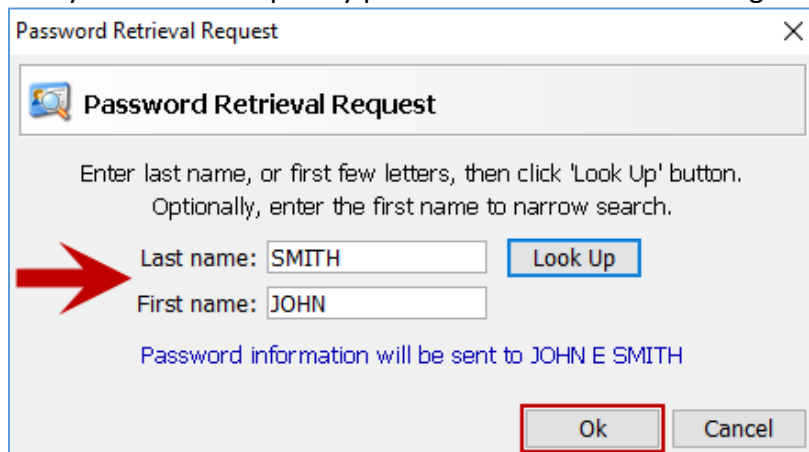 Password Retrieval Request
Password Retrieval Request
Enter last name, or first few letters, then click 'Look Up' button.
Optionally, enter the first name to narrow search.
Last name: SMITH Look Up
First name: JOHN
Password information will be sent to JOHN E SMITH
Ok Cancel